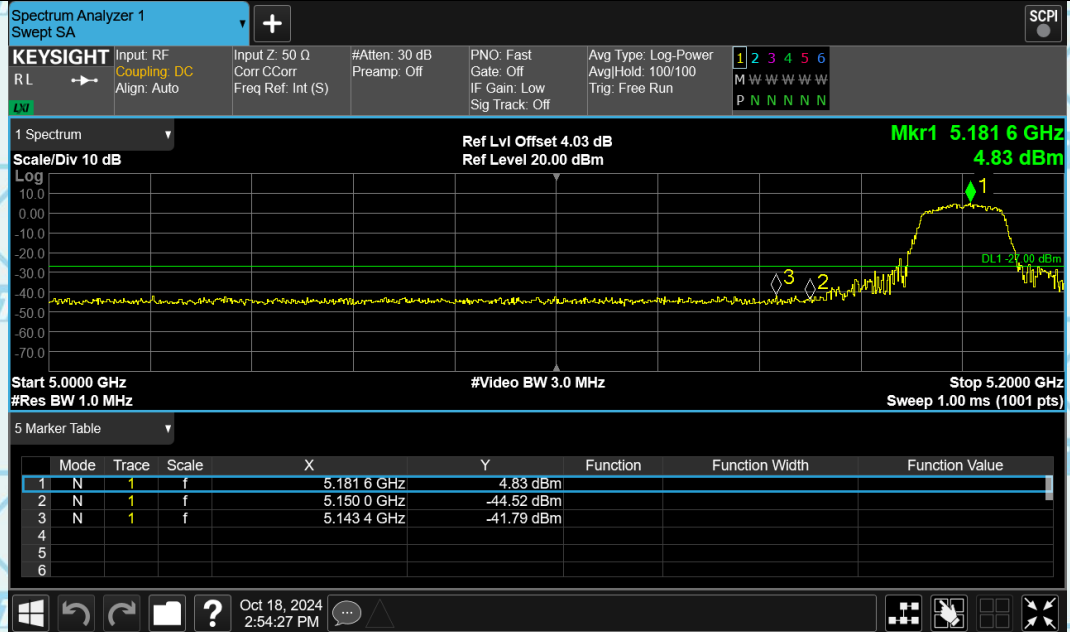 Spectrum Analyzer 1
Swept SA
+
SCPI
KEYSIGHT
RL
LXI
Input: RF
Coupling: DC
Align: Auto
Input Z: 50 Ω
Corr CCorr
Freq Ref: Int (S)
#Atten: 30 dB
Preamp: Off
PNO: Fast
Gate: Off
IF Gain: Low
Sig Track: Off
Avg Type: Log-Power
Avg|Hold: 100/100
Trig: Free Run
1 2 3 4 5 6
M W W W W W
P N N N N N
1 Spectrum
Scale/Div 10 dB
Ref Lvl Offset 4.03 dB
Ref Level 20.00 dBm
Mkr1 5.181 6 GHz
4.83 dBm
Log
10.0
0.00
-10.0
-20.0
-30.0
-40.0
-50.0
-60.0
-70.0
1
DL1 -27.00 dBm
3
2
Start 5.0000 GHz
#Video BW 3.0 MHz
Stop 5.2000 GHz
#Res BW 1.0 MHz
Sweep 1.00 ms (1001 pts)
5 Marker Table
Mode Trace Scale X Y Function Function Width Function Value
1 N 1 f 5.181 6 GHz 4.83 dBm
2 N 1 f 5.150 0 GHz -44.52 dBm
3 N 1 f 5.143 4 GHz -41.79 dBm
4
5
6
?
Oct 18, 2024
2:54:27 PM